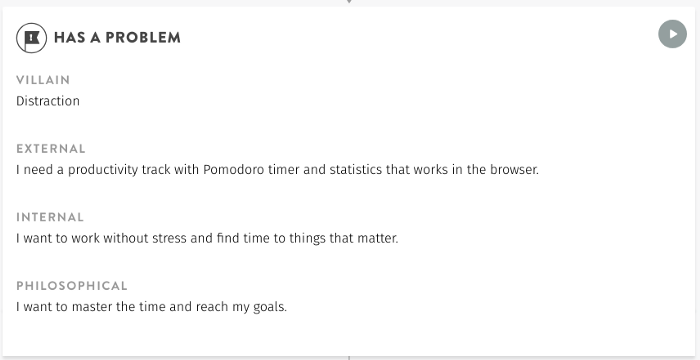 HAS A PROBLEM
VILLAIN
Distraction
EXTERNAL
I need a productivity track with Pomodoro timer and statistics that works in the browser.
INTERNAL
I want to work without stress and find time to things that matter.
PHILOSOPHICAL
I want to master the time and reach my goals.